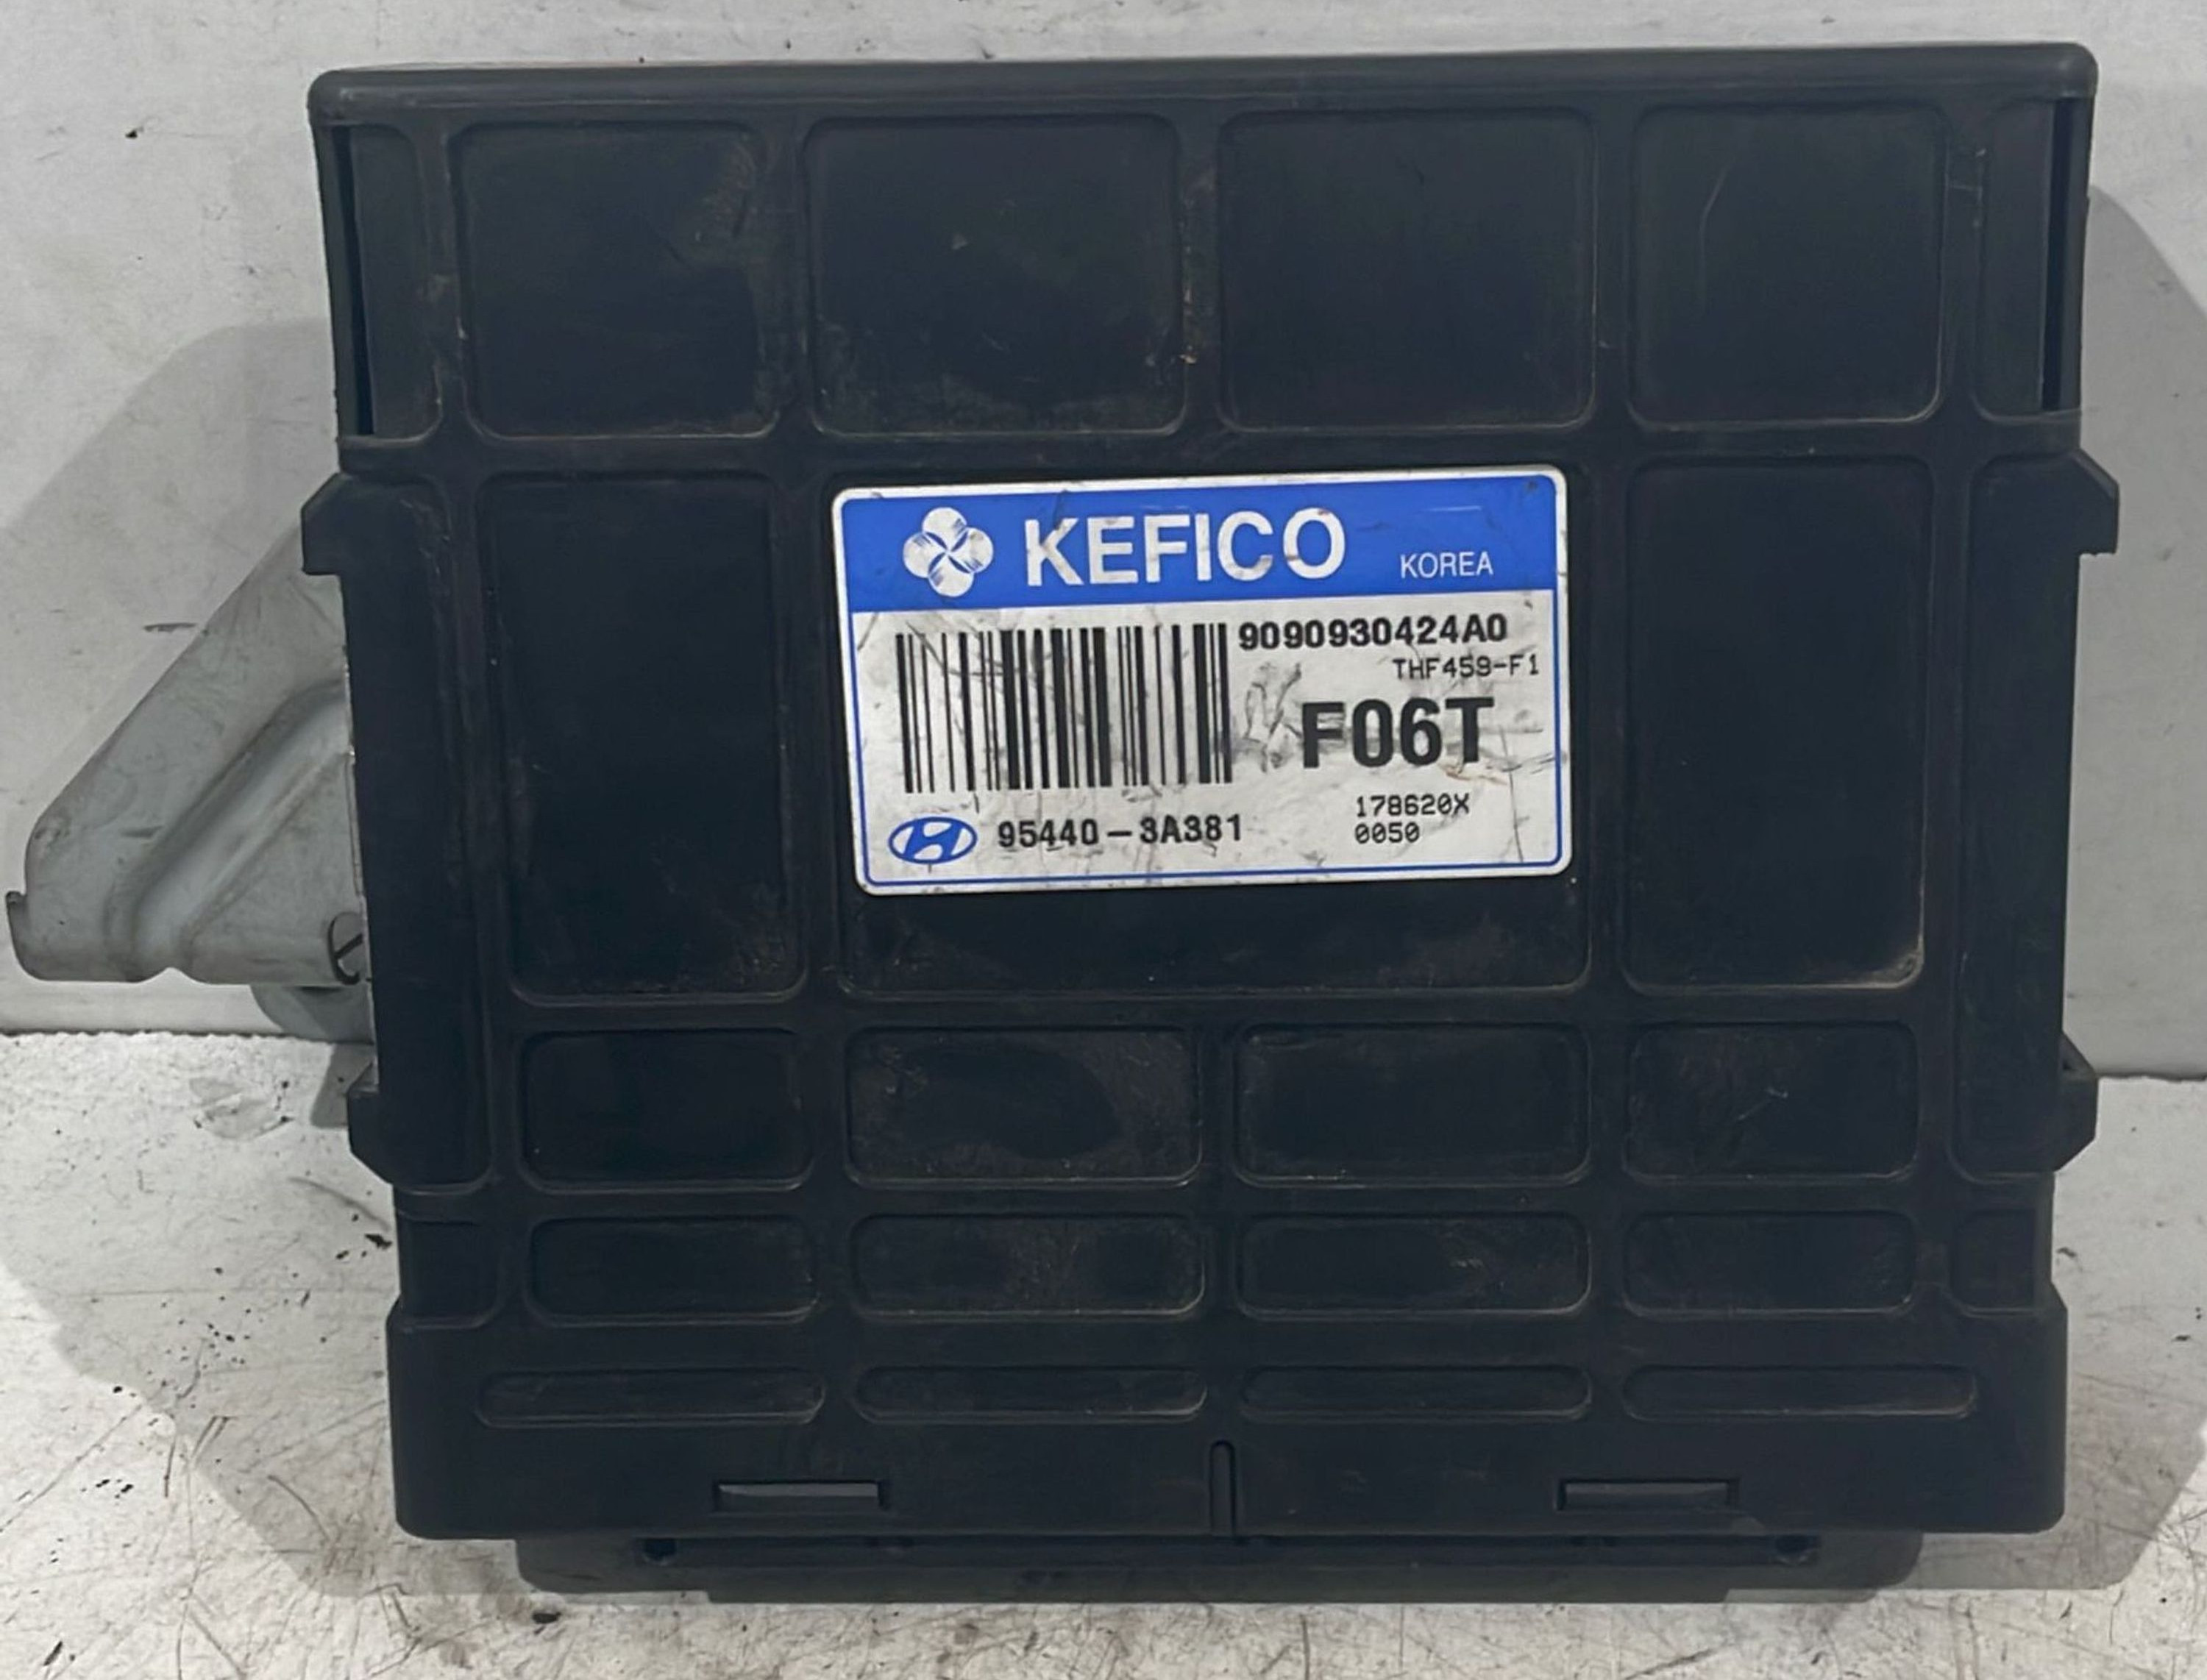 KEFICO KOREA
9090930424A0
THF459-F1
F06T
178620X
95440-3A381 0050